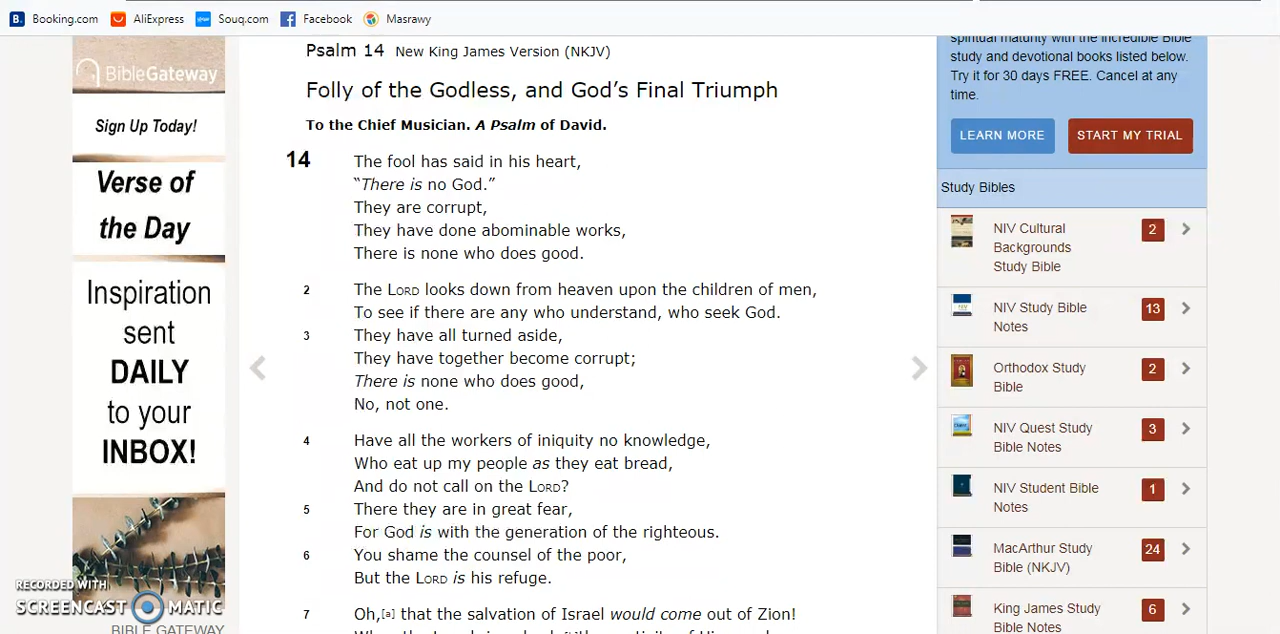 Booking.com AliExpress Souq.com Facebook Masrawy
BibleGateway
Sign Up Today!
Verse of
the Day
Inspiration
sent
DAILY
to your
INBOX!
RECORDED WITH
SCREENCAST MATIC
BIBLE GATEWAY
Psalm 14 New King James Version (NKJV)
Folly of the Godless, and God’s Final Triumph
To the Chief Musician. A Psalm of David.
14 The fool has said in his heart,
“There is no God.”
They are corrupt,
They have done abominable works,
There is none who does good.
2 The LORD looks down from heaven upon the children of men,
To see if there are any who understand, who seek God.
3 They have all turned aside,
They have together become corrupt;
There is none who does good,
No, not one.
4 Have all the workers of iniquity no knowledge,
Who eat up my people as they eat bread,
And do not call on the LORD?
5 There they are in great fear,
For God is with the generation of the righteous.
6 You shame the counsel of the poor,
But the LORD is his refuge.
7 Oh,[a] that the salvation of Israel would come out of Zion!
spiritual maturity with the incredible Bible
study and devotional books listed below.
Try it for 30 days FREE. Cancel at any
time.
LEARN MORE START MY TRIAL
Study Bibles
NIV Cultural
Backgrounds
Study Bible
2
NIV Study Bible
Notes
13
Orthodox Study
Bible
2
NIV Quest Study
Bible Notes
3
NIV Student Bible
Notes
1
MacArthur Study
Bible (NKJV)
24
King James Study
Bible Notes
6